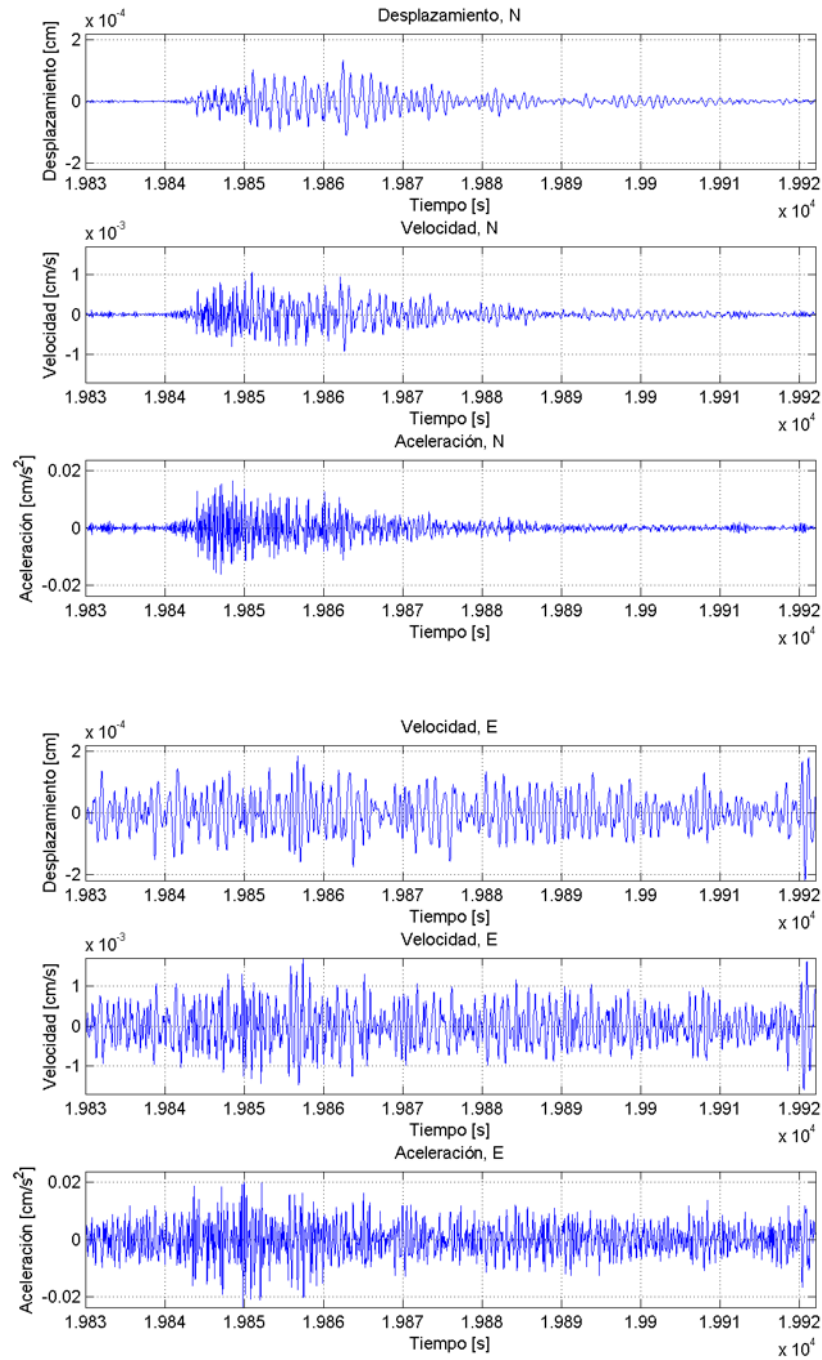 Desplazamiento, N
x 10-4
Desplazamiento [cm]
2
0
-2
1.983 1.984 1.985 1.986 1.987 1.988 1.989 1.99 1.991 1.992
Tiempo [s]
x 10 4
Velocidad, N
x 10-3
Velocidad [cm/s]
1
0
-1
1.983 1.984 1.985 1.986 1.987 1.988 1.989 1.99 1.991 1.992
Tiempo [s]
x 10 4
Aceleración, N
Aceleración [cm/s2]
0.02
0
-0.02
1.983 1.984 1.985 1.986 1.987 1.988 1.989 1.99 1.991 1.992
Tiempo [s]
x 10 4
Velocidad, E
x 10-4
Desplazamiento [cm]
2
0
-2
1.983 1.984 1.985 1.986 1.987 1.988 1.989 1.99 1.991 1.992
Tiempo [s]
x 10 4
Velocidad, E
x 10-3
Velocidad [cm/s]
1
0
-1
1.983 1.984 1.985 1.986 1.987 1.988 1.989 1.99 1.991 1.992
Tiempo [s]
x 10 4
Aceleración, E
Aceleración [cm/s2]
0.02
0
-0.02
1.983 1.984 1.985 1.986 1.987 1.988 1.989 1.99 1.991 1.992
Tiempo [s]
x 10 4